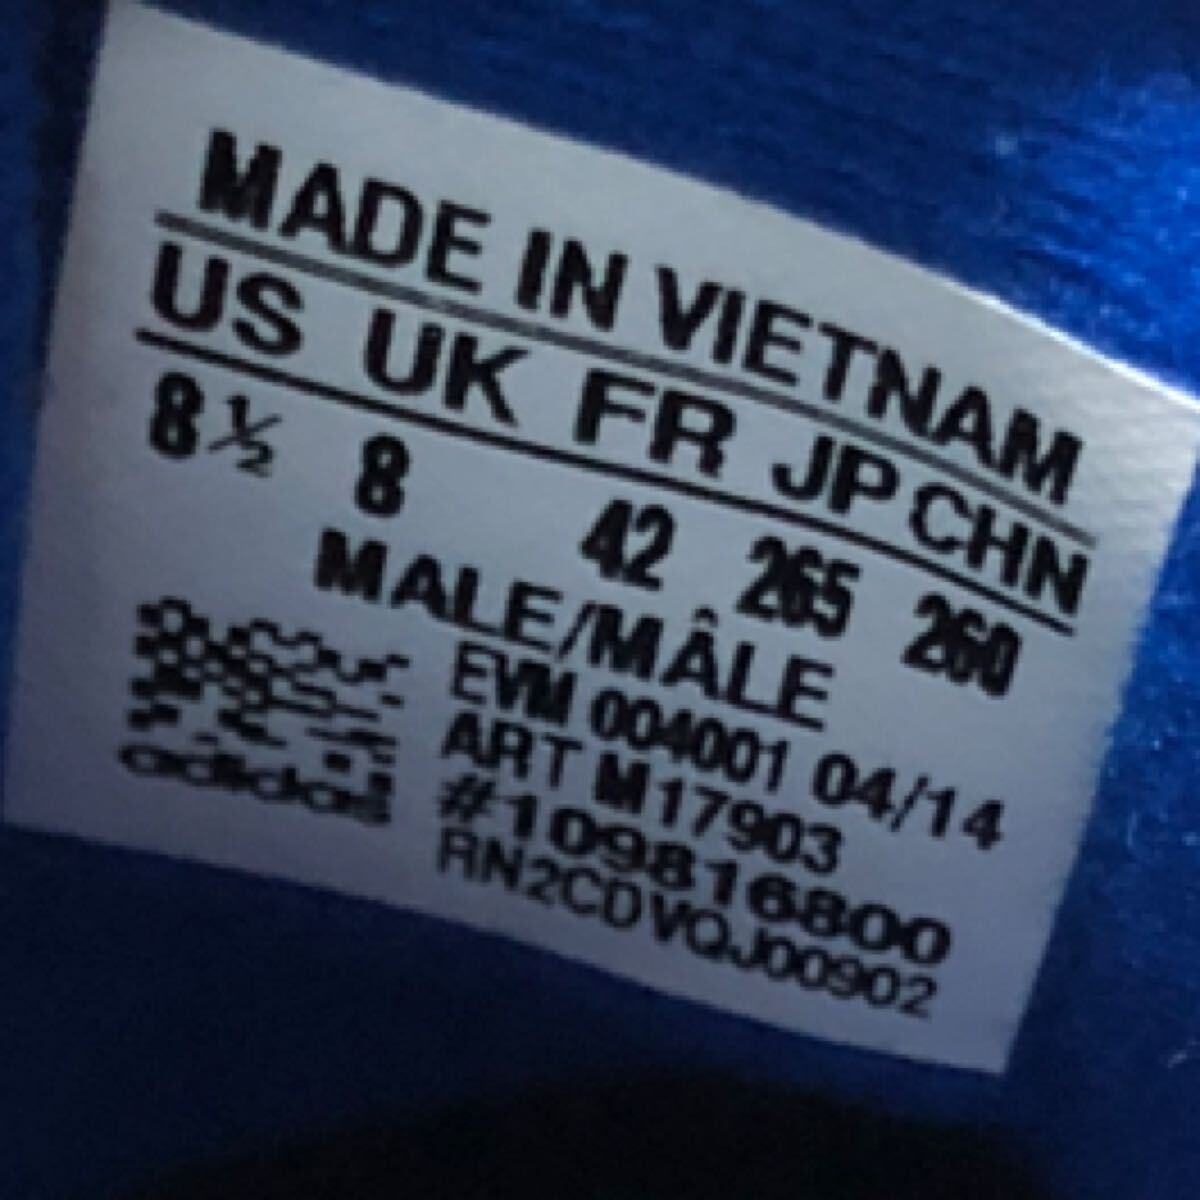 MADE IN VIETNAM
US UK FR JP CHN
8½ 8 42 265 260
MALE/MÂLE
EVM 004001 04/14
ART M17903
#109816800
RN2CDVQJ00902
adidas